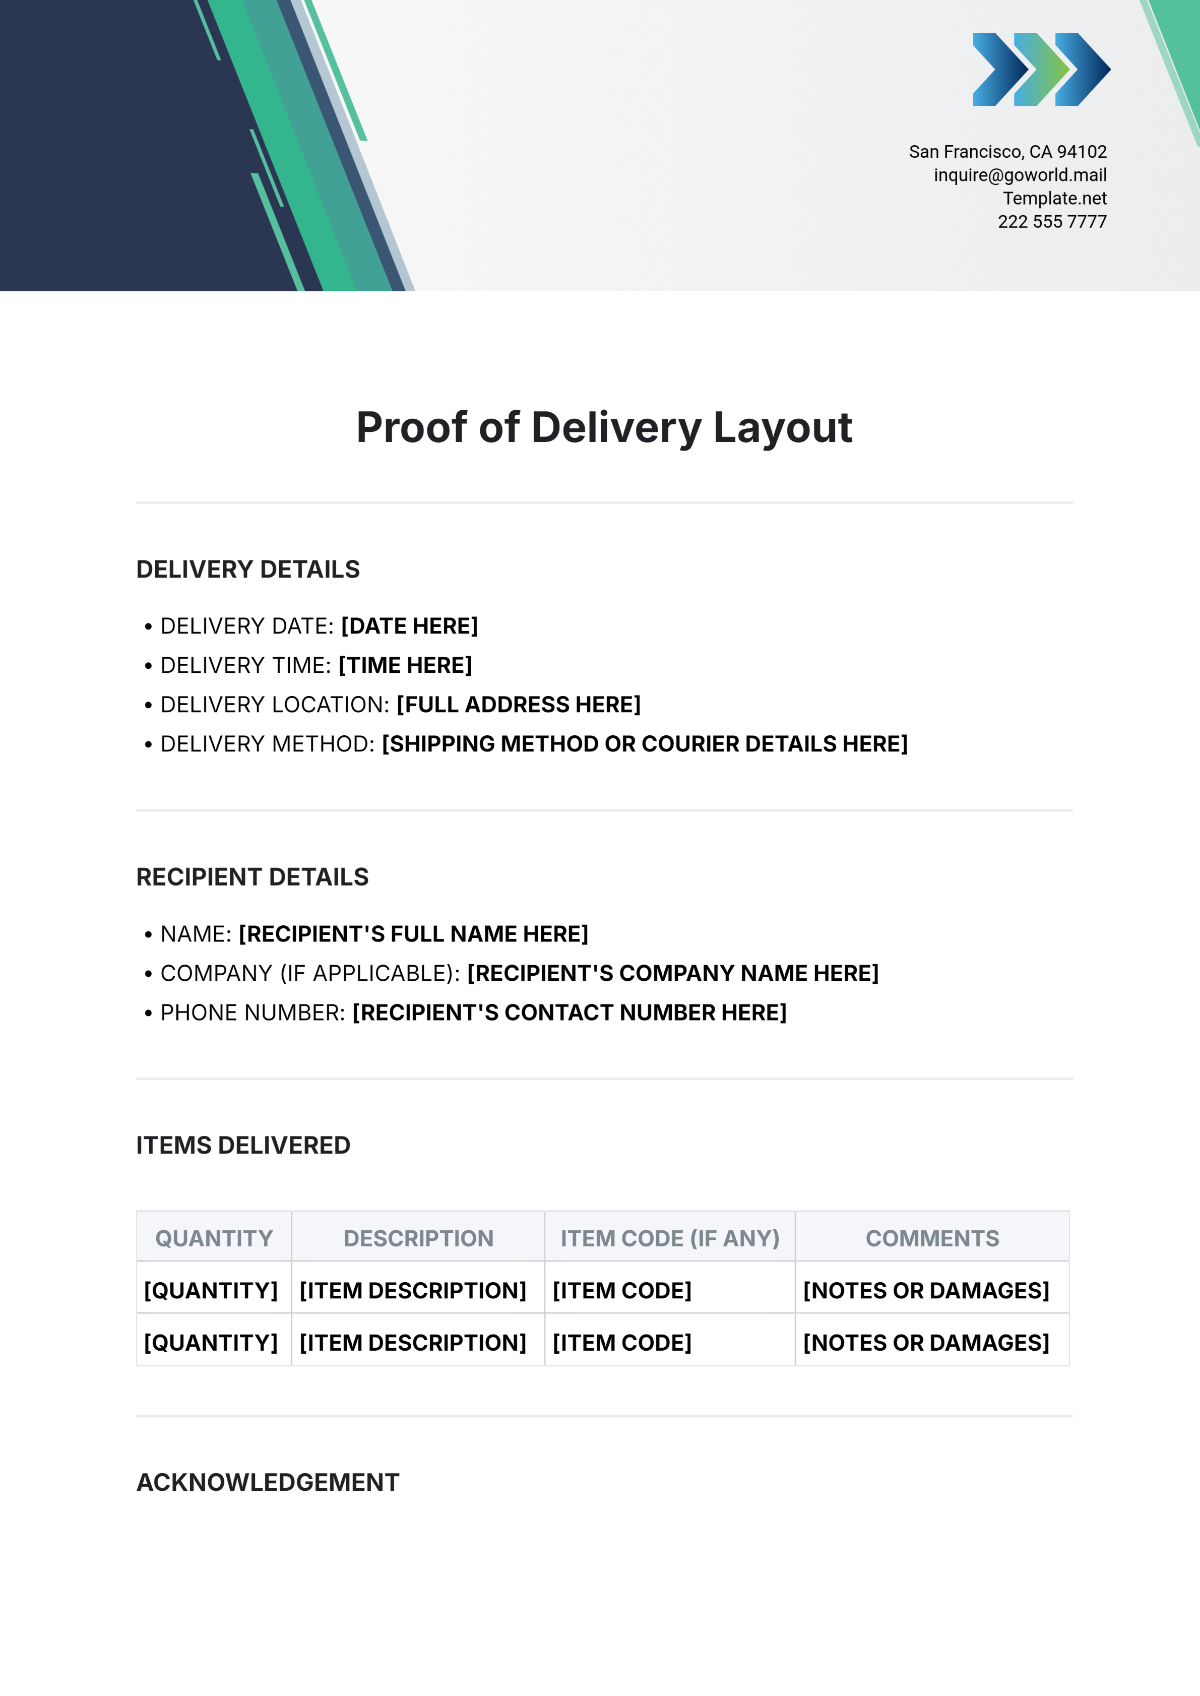 San Francisco, CA 94102
inquire@goworld.mail
Template.net
222 555 7777
Proof of Delivery Layout
DELIVERY DETAILS
• DELIVERY DATE: [DATE HERE]
• DELIVERY TIME: [TIME HERE]
• DELIVERY LOCATION: [FULL ADDRESS HERE]
• DELIVERY METHOD: [SHIPPING METHOD OR COURIER DETAILS HERE]
RECIPIENT DETAILS
• NAME: [RECIPIENT'S FULL NAME HERE]
• COMPANY (IF APPLICABLE): [RECIPIENT'S COMPANY NAME HERE]
• PHONE NUMBER: [RECIPIENT'S CONTACT NUMBER HERE]
ITEMS DELIVERED
QUANTITY DESCRIPTION ITEM CODE (IF ANY) COMMENTS
[QUANTITY] [ITEM DESCRIPTION] [ITEM CODE] [NOTES OR DAMAGES]
[QUANTITY] [ITEM DESCRIPTION] [ITEM CODE] [NOTES OR DAMAGES]
ACKNOWLEDGEMENT